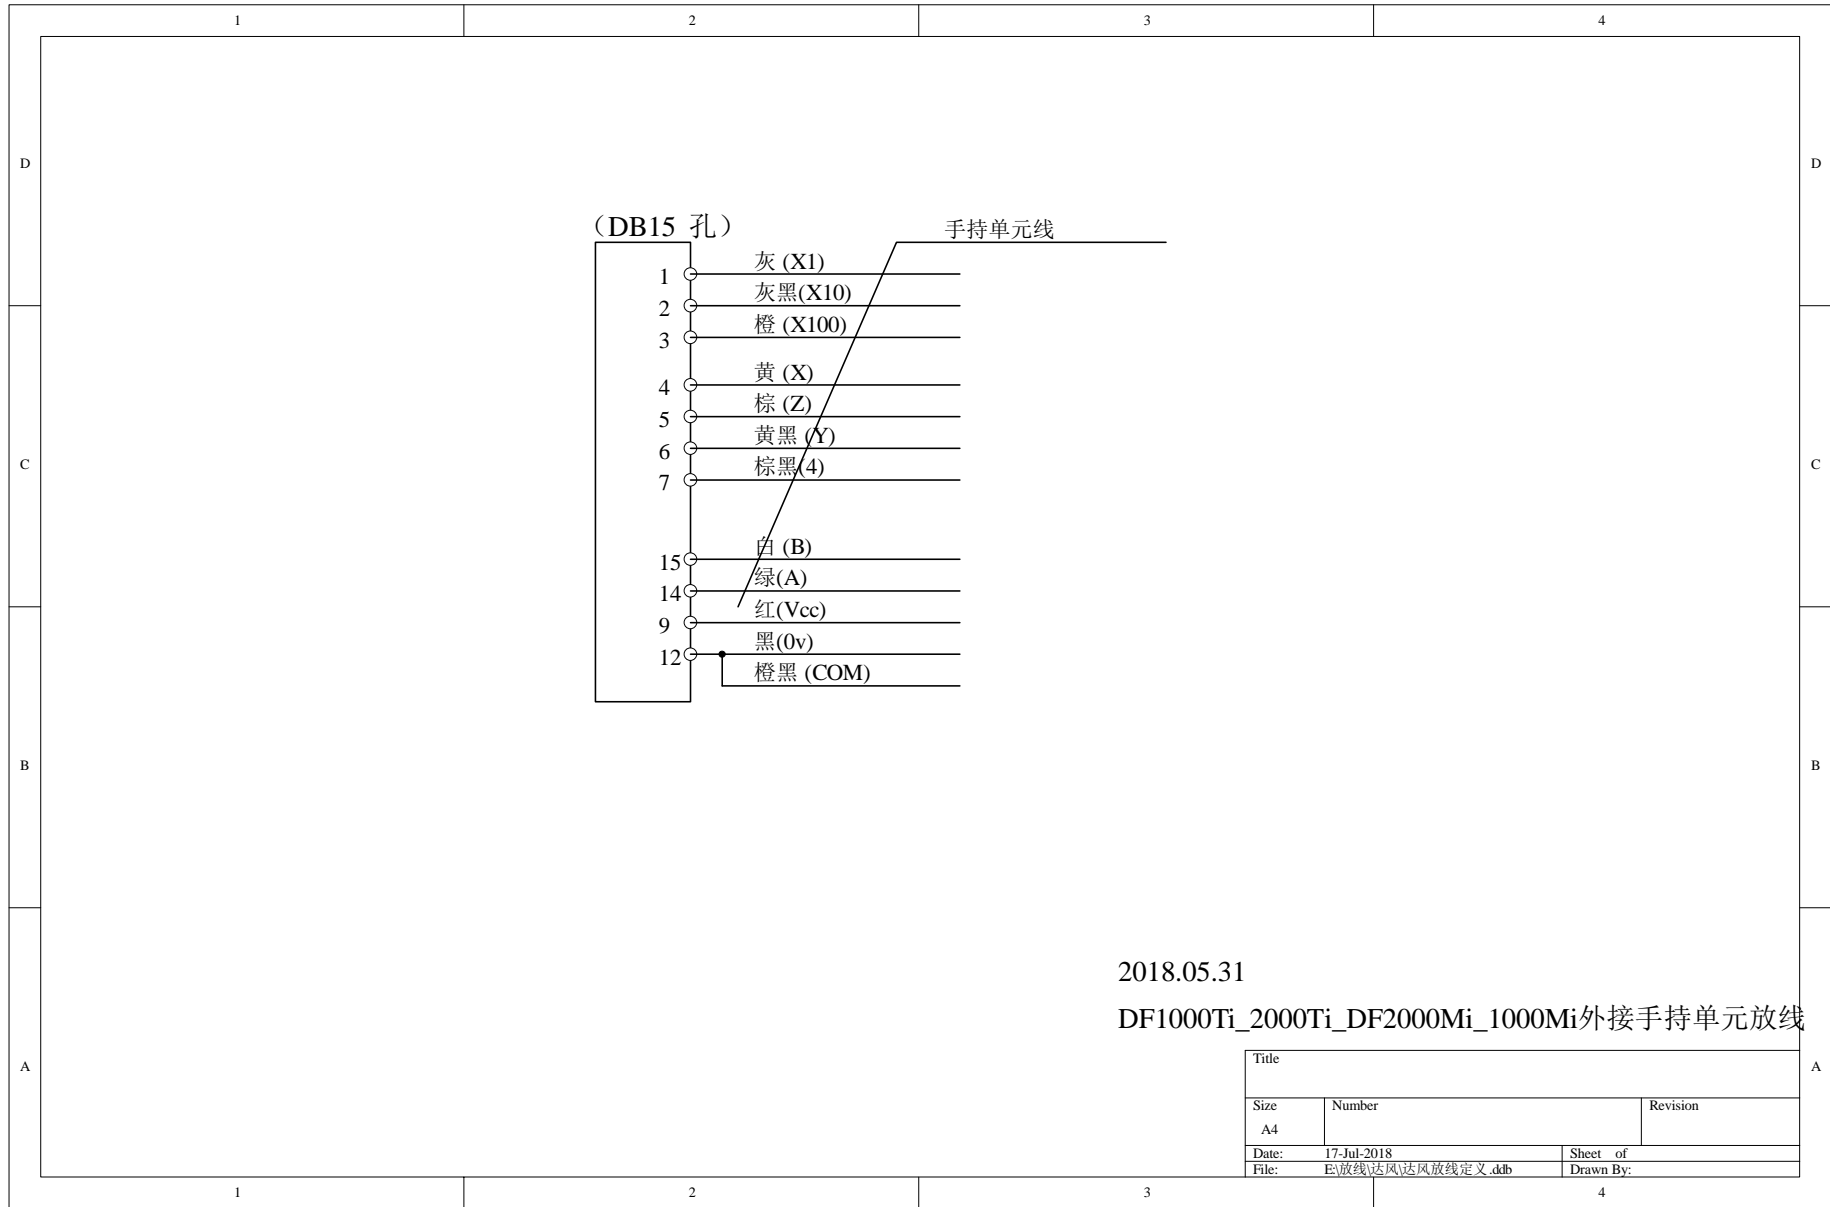 1 2 3 4
D D
（DB15 孔）
手持单元线
1 灰 (X1)
2 灰黑(X10)
3 橙 (X100)
4 黄 (X)
5 棕 (Z)
6 黄黑 (Y)
7 棕黑(4)
C C
15 白 (B)
14 绿(A)
9 红(Vcc)
12 黑(0v)
橙黑 (COM)
B B
2018.05.31
DF1000Ti_2000Ti_DF2000Mi_1000Mi外接手持单元放线
A A
Title
Size Number Revision
A4
Date: 17-Jul-2018 Sheet of
File: E:\放线\达风\达风放线定义.ddb Drawn By:
1 2 3 4